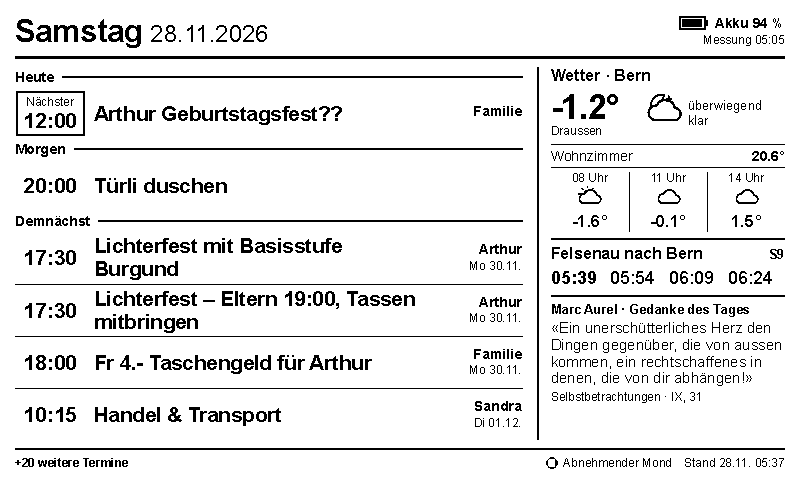 Samstag 28.11.2026
Akku 94 %
Messung 05:05
Heute
Nächster
12:00
Arthur Geburtstagsfest??
Familie
Morgen
20:00
Türli duschen
Demnächst
17:30
Lichterfest mit Basisstufe
Burgund
Arthur
Mo 30.11.
17:30
Lichterfest – Eltern 19:00, Tassen
mitbringen
Arthur
Mo 30.11.
18:00
Fr 4.- Taschengeld für Arthur
Familie
Mo 30.11.
10:15
Handel & Transport
Sandra
Di 01.12.
+20 weitere Termine
Wetter · Bern
-1.2°
Draussen
überwiegend
klar
Wohnzimmer 20.6°
08 Uhr 11 Uhr 14 Uhr
-1.6° -0.1° 1.5°
Felsenau nach Bern S9
05:39 05:54 06:09 06:24
Marc Aurel · Gedanke des Tages
«Ein unerschütterliches Herz den
Dingen gegenüber, die von aussen
kommen, ein rechtschaffenes in
denen, die von dir abhängen!»
Selbstbetrachtungen · IX, 31
Abnehmender Mond Stand 28.11. 05:37